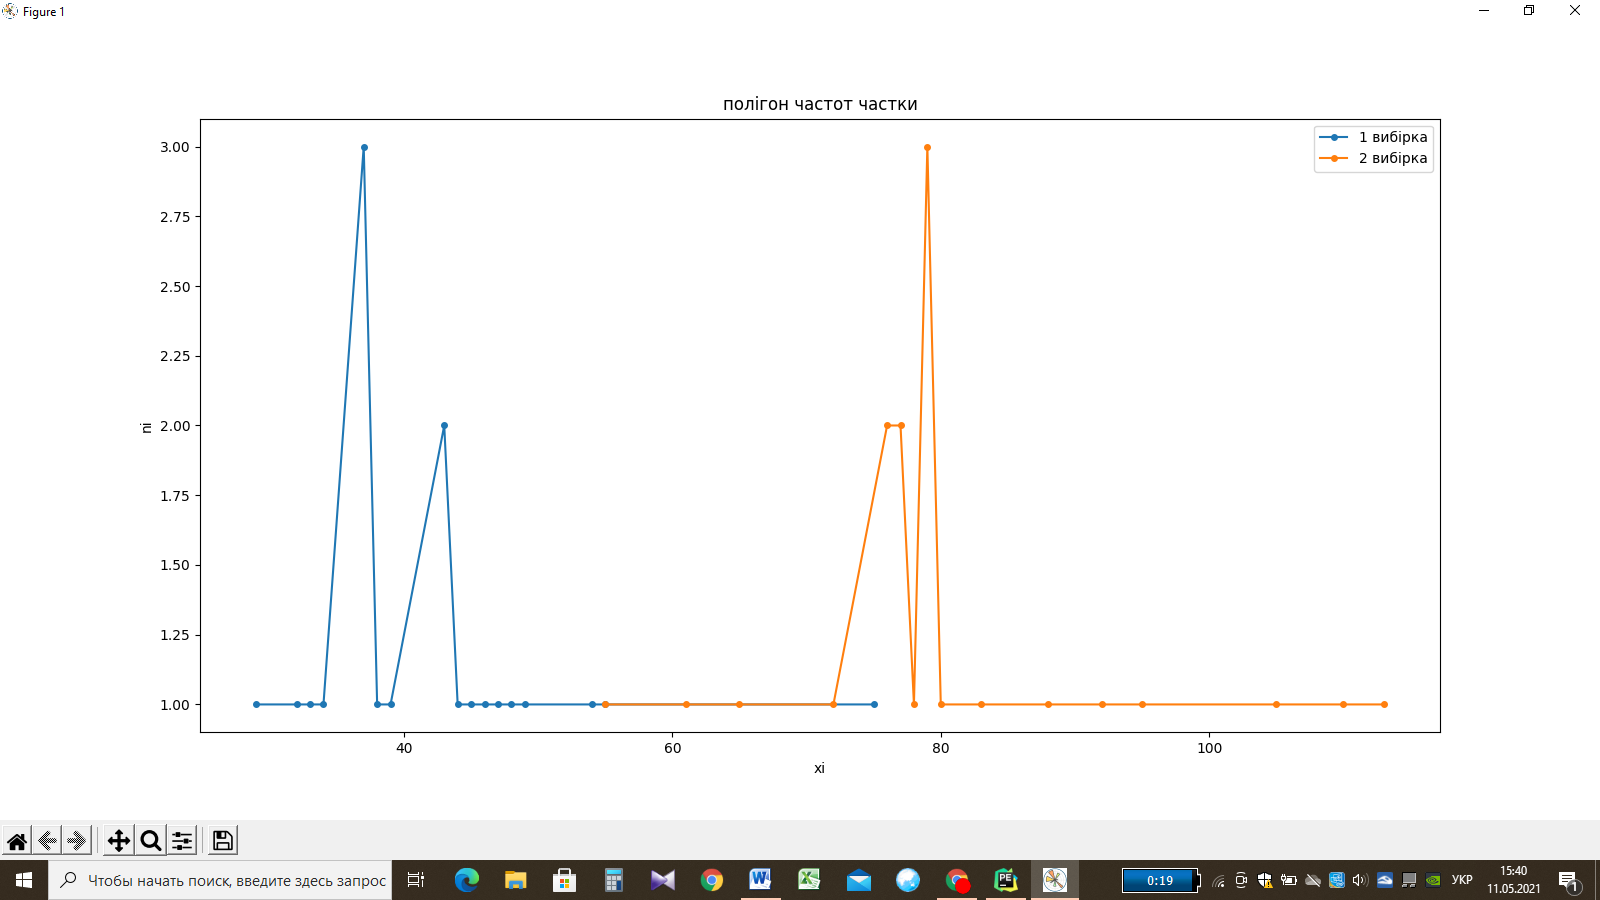 Figure 1
полігон частот частки
1 вибірка
2 вибірка
3.00
2.75
2.50
2.25
2.00
1.75
1.50
1.25
1.00
ni
40 60 80 100
xi
Чтобы начать поиск, введите здесь запрос
0:19
УКР
15:40
11.05.2021
1